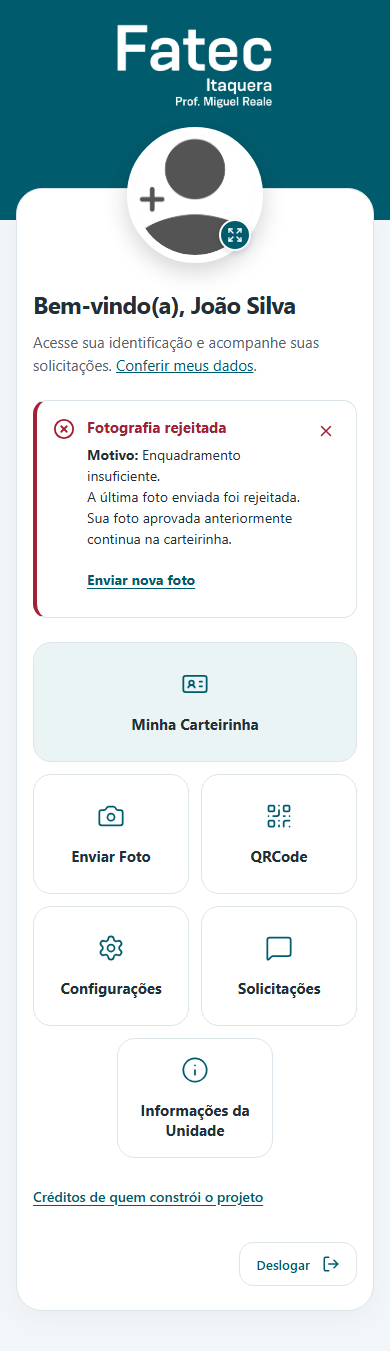 Fatec
Itaquera
Prof. Miguel Reale
Bem-vindo(a), João Silva
Acesse sua identificação e acompanhe suas
solicitações. Conferir meus dados.
Fotografia rejeitada
Motivo: Enquadramento
insuficiente.
A última foto enviada foi rejeitada.
Sua foto aprovada anteriormente
continua na carteirinha.
Enviar nova foto
Minha Carteirinha
Enviar Foto
QRCode
Configurações
Solicitações
Informações da
Unidade
Créditos de quem constrói o projeto
Deslogar